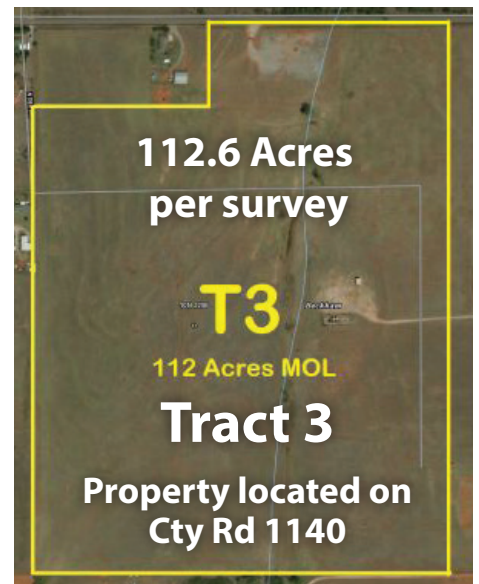 112.6 Acres
per survey
T3
112 Acres MOL
Tract 3
Property located on
Cty Rd 1140